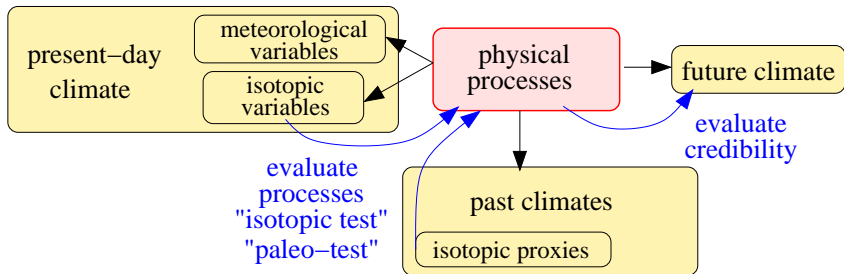 present−day
climate
meteorological
variables
isotopic
variables
physical
processes
future climate
evaluate
credibility
evaluate
processes
"isotopic test"
"paleo−test"
past climates
isotopic proxies